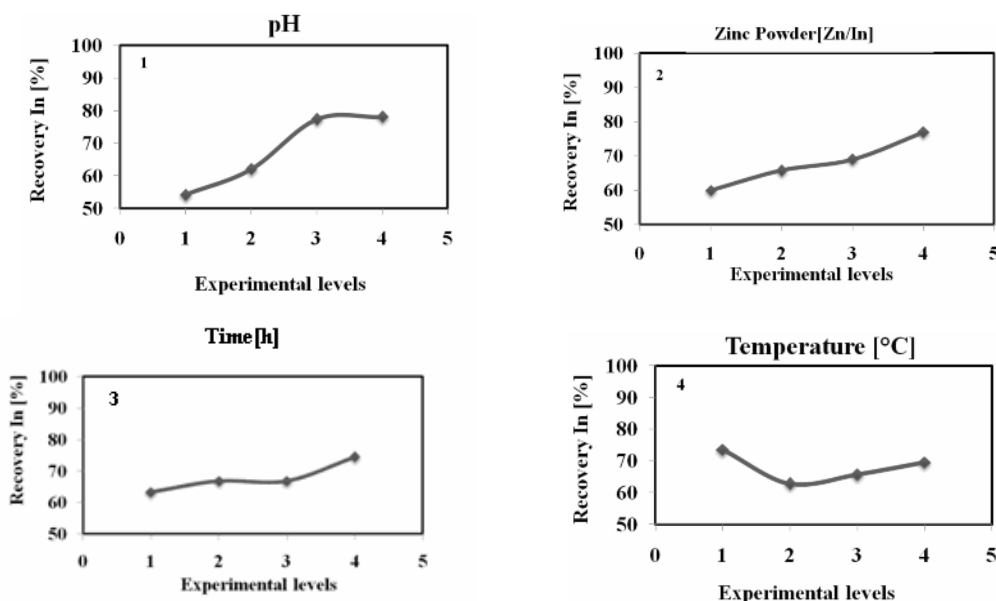 pH
Recovery In [%]
1
100
90
80
70
60
50
0 1 2 3 4 5
Experimental levels
Zinc Powder[Zn/In]
Recovery In [%]
2
100
90
80
70
60
50
0 1 2 3 4 5
Experimental levels
Time[h]
Recovery In [%]
3
100
90
80
70
60
50
0 1 2 3 4 5
Experimental levels
Temperature [°C]
Recovery In [%]
4
100
90
80
70
60
50
0 1 2 3 4 5
Experimental levels